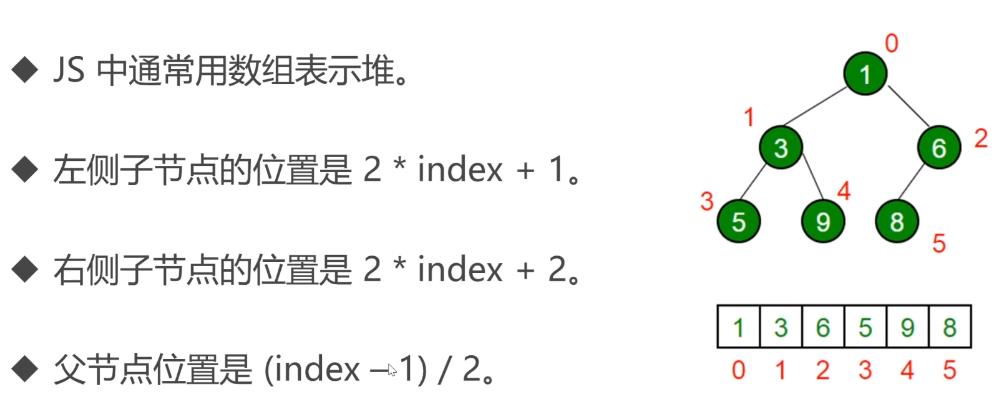 ◆ JS 中通常用数组表示堆。
◆ 左侧子节点的位置是 2 * index + 1。
◆ 右侧子节点的位置是 2 * index + 2。
◆ 父节点位置是 (index – 1) / 2。
0
1
1
3
6
2
3
5
9
4
8
5
1 3 6 5 9 8
0 1 2 3 4 5